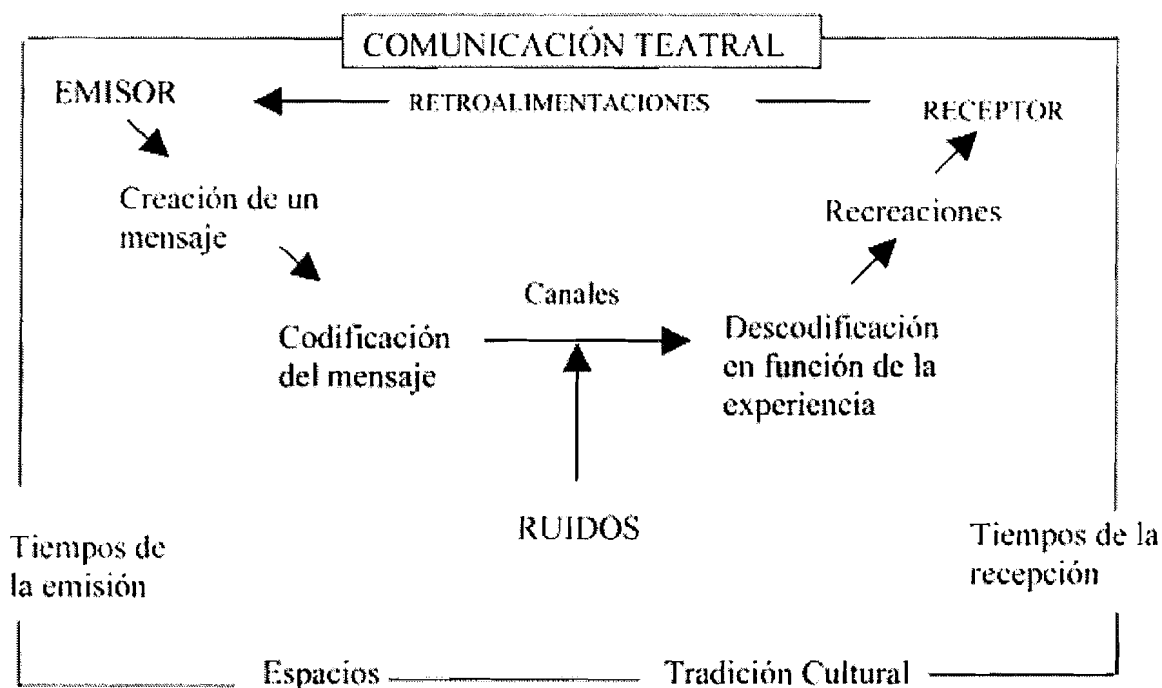 COMUNICACIÓN TEATRAL
EMISOR
RETROALIMENTACIONES
RECEPTOR
Creación de un
mensaje
Recreaciones
Canales
Codificación
del mensaje
Descodificación
en función de la
experiencia
RUIDOS
Tiempos de
la emisión
Tiempos de la
recepción
Espacios
Tradición Cultural